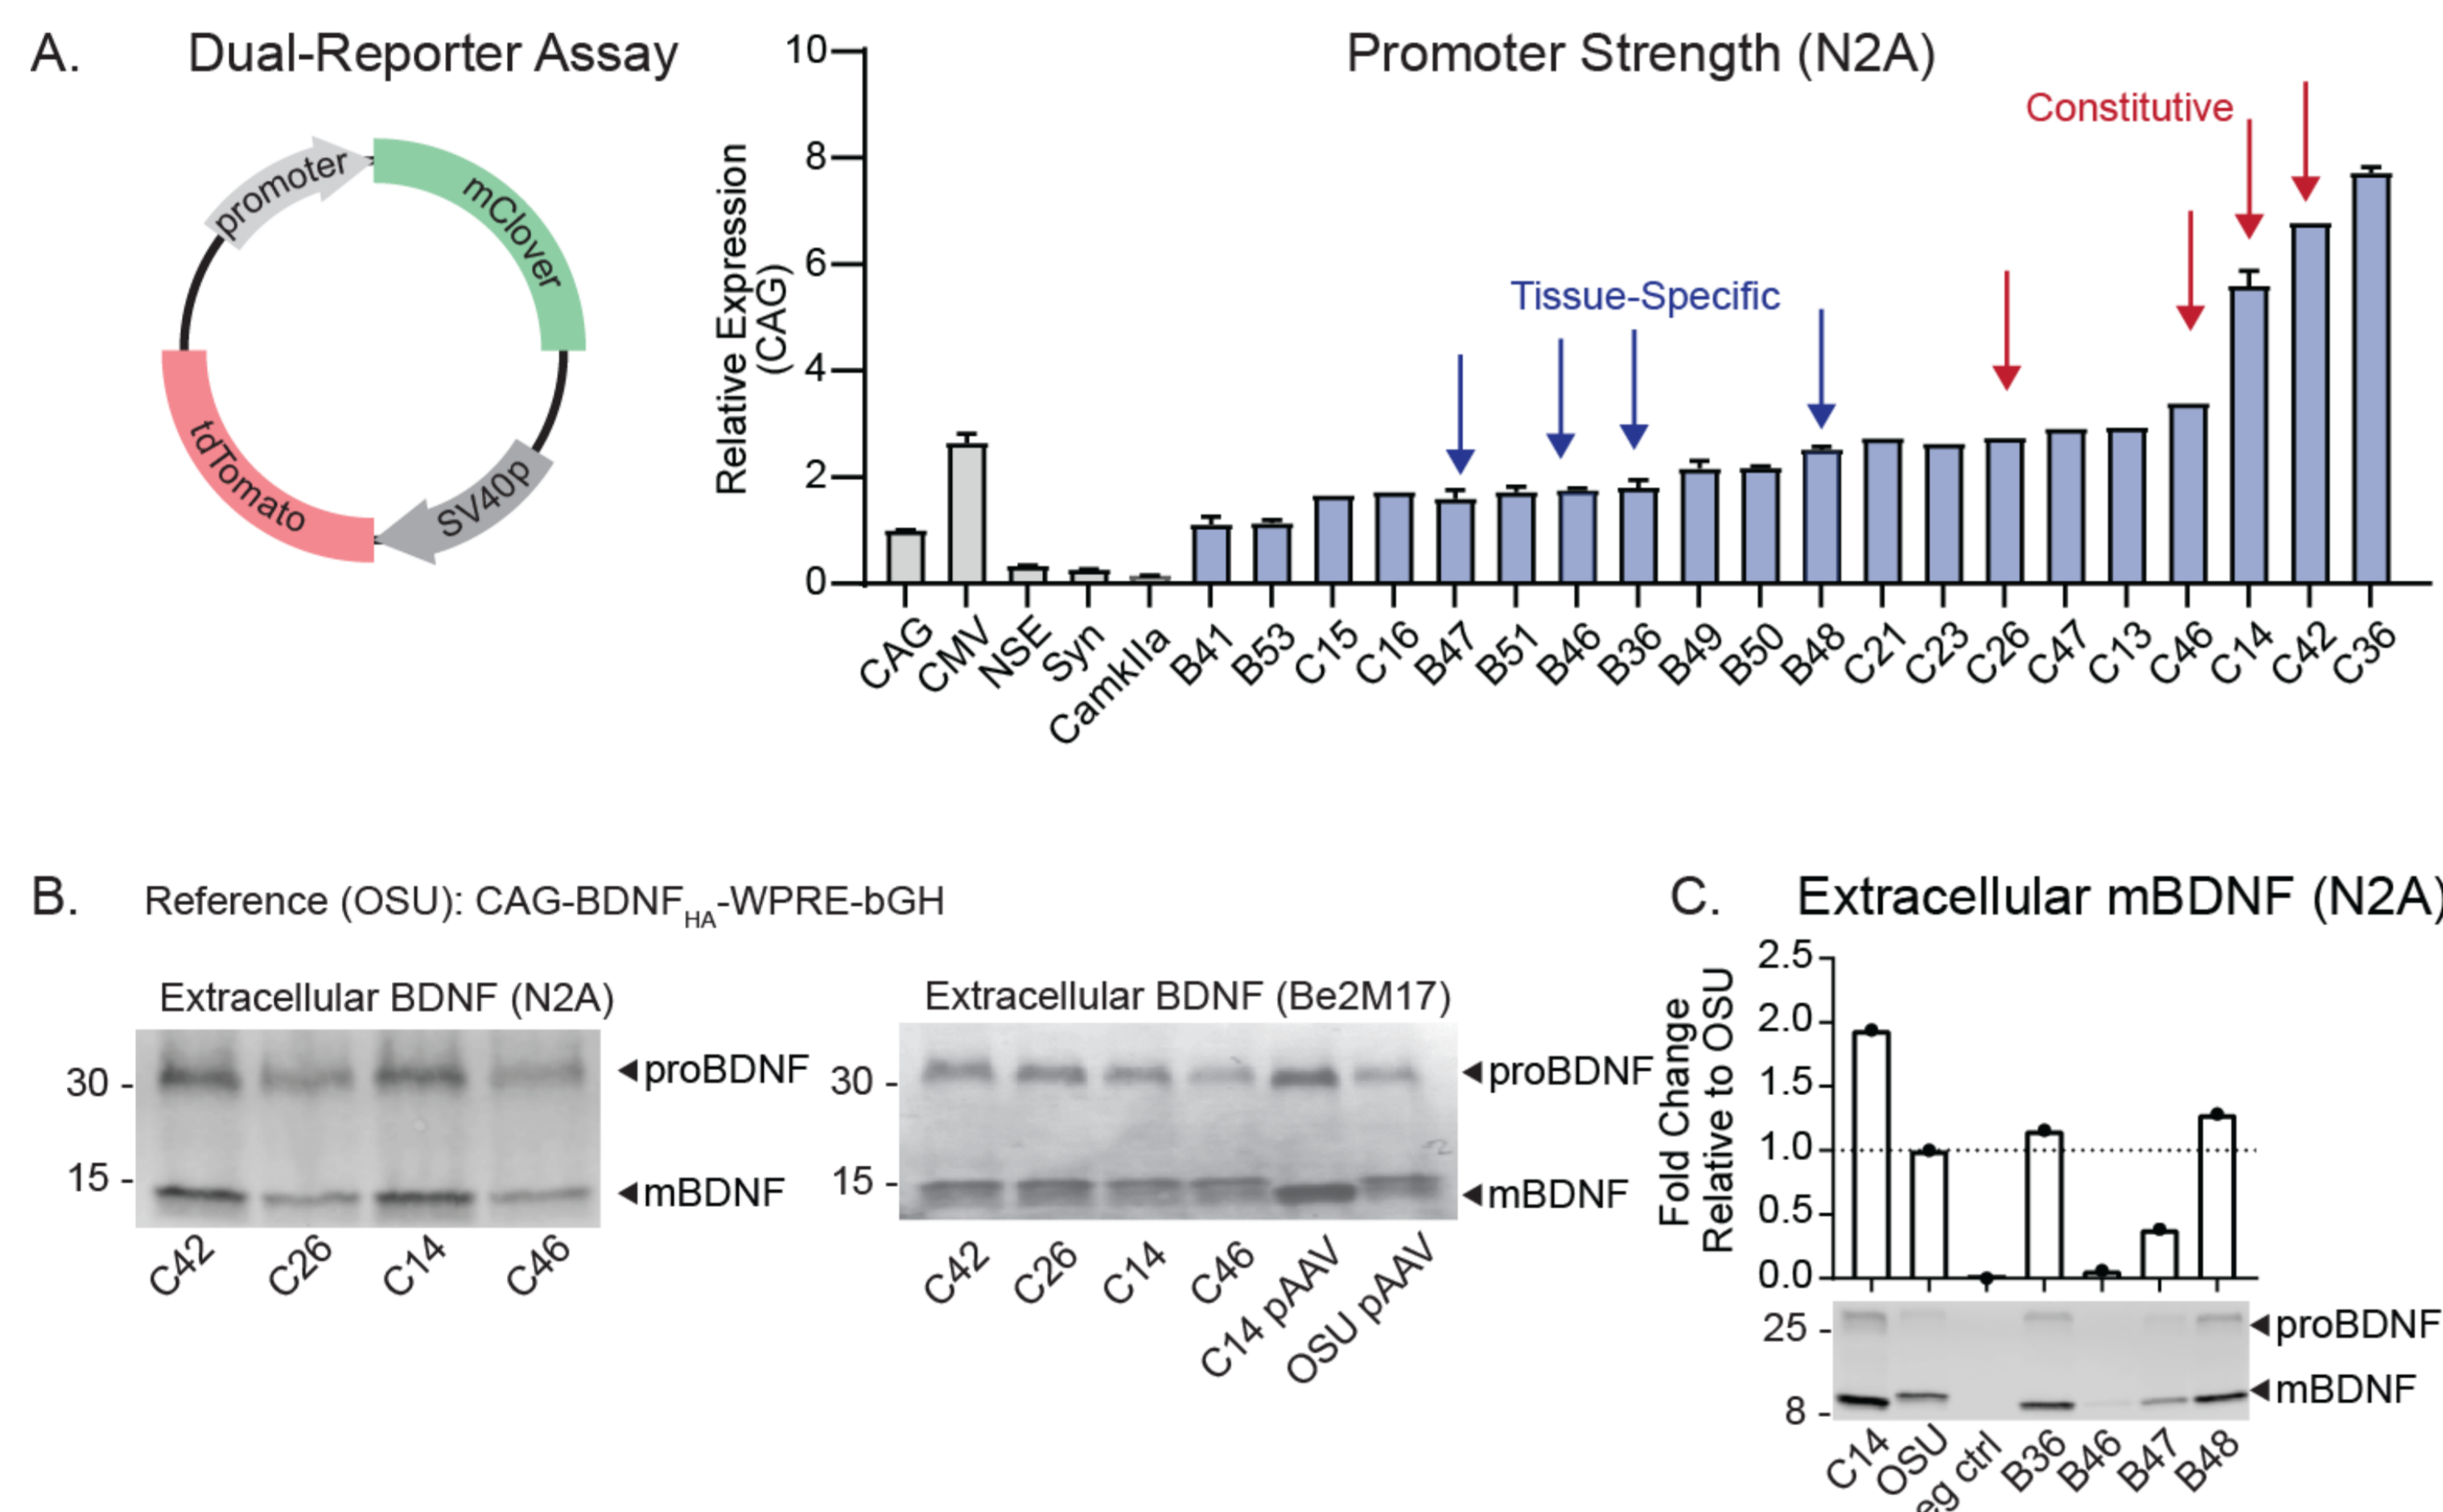 A.
Dual-Reporter Assay
promoter
mClover
SV40p
tdTomato
Promoter Strength (N2A)
Relative Expression
(CAG)
10
8
6
4
2
0
Tissue-Specific
Constitutive
CAG
CMV
NSE
Syn
CamkIIa
B41
B53
C15
C16
B47
B51
B46
B36
B49
B50
B48
C21
C23
C26
C47
C13
C46
C14
C42
C36
B.
Reference (OSU): CAG-BDNFHA-WPRE-bGH
Extracellular BDNF (N2A)
30 -
15 -
proBDNF
mBDNF
C42
C26
C14
C46
Extracellular BDNF (Be2M17)
30 -
15 -
proBDNF
mBDNF
C42
C26
C14
C46
C14 pAAV
OSU pAAV
C.
Extracellular mBDNF (N2A)
Fold Change
Relative to OSU
2.5
2.0
1.5
1.0
0.5
0.0
25 -
8 -
proBDNF
mBDNF
C14
OSU
eg ctrl
B36
B46
B47
B48